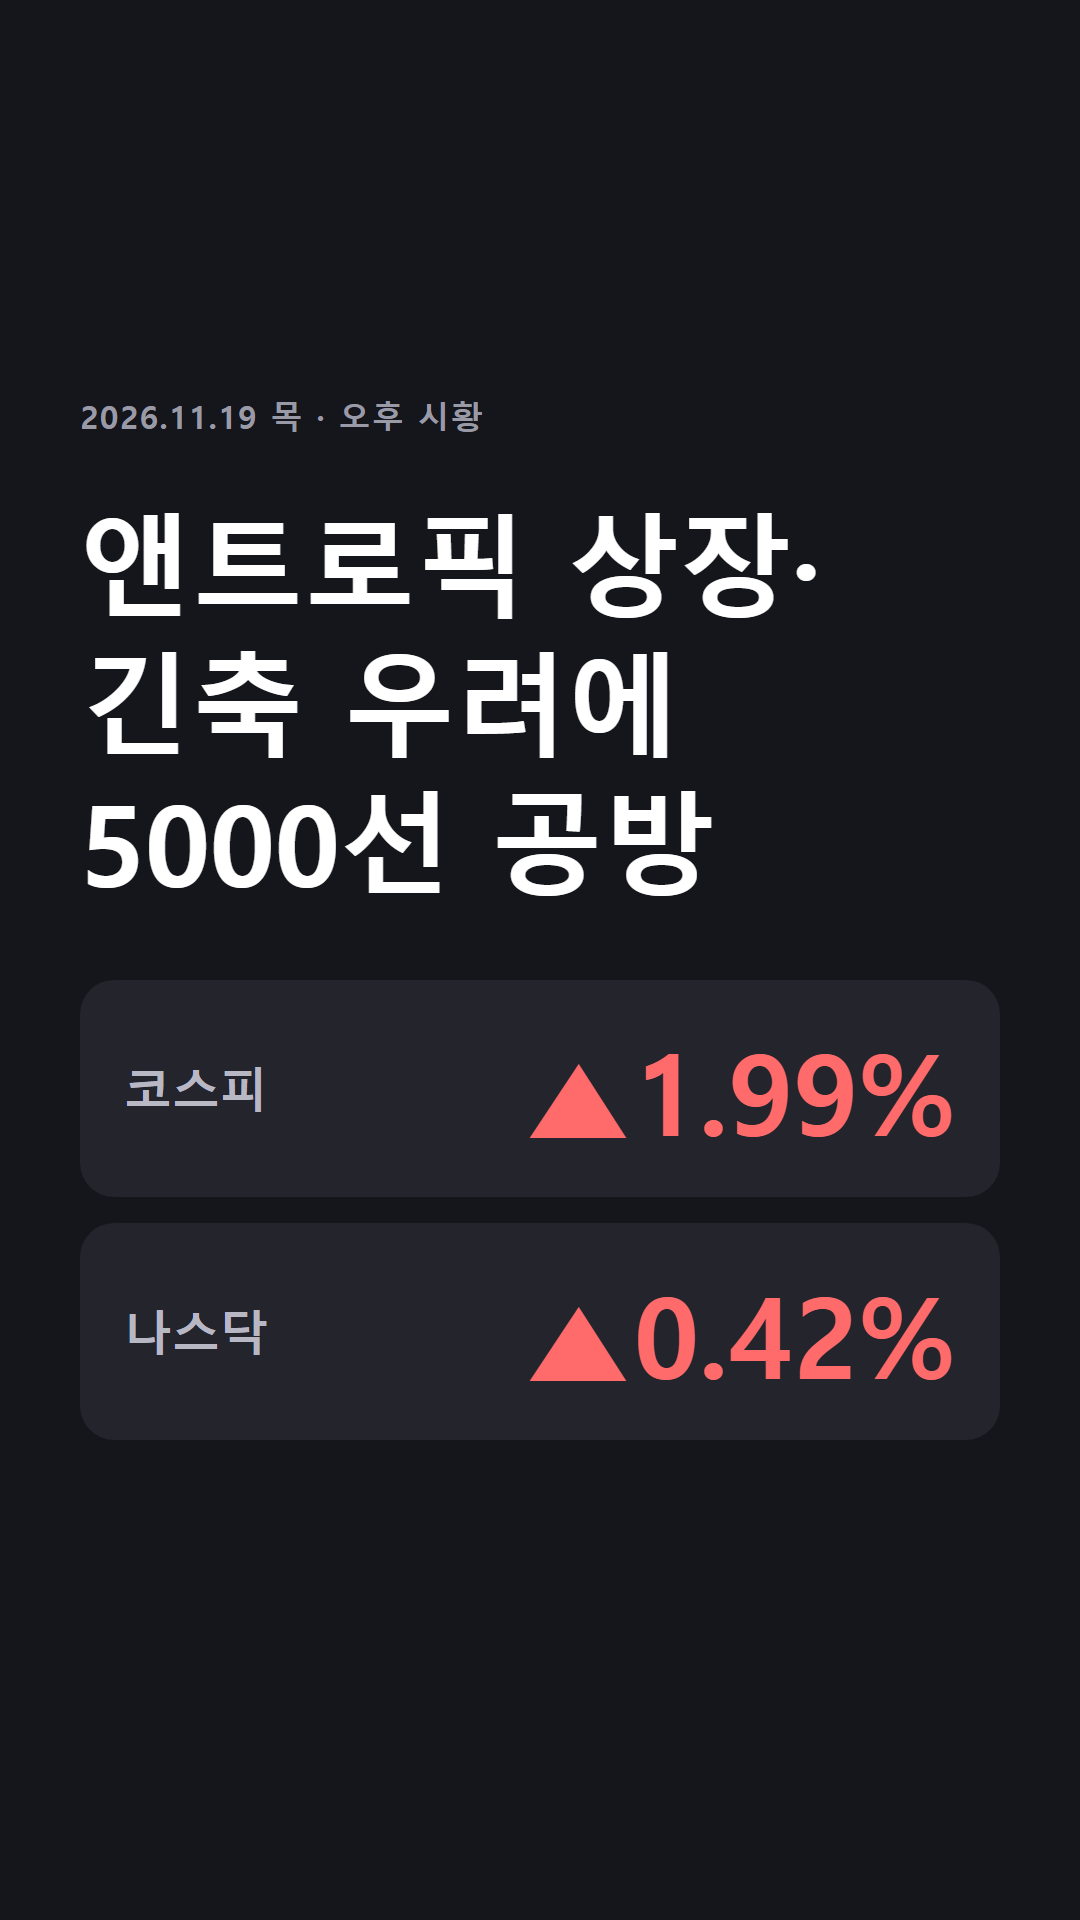 2026.11.19 목 · 오후 시황
앤트로픽 상장·
긴축 우려에
5000선 공방
코스피 ▲1.99%
나스닥 ▲0.42%